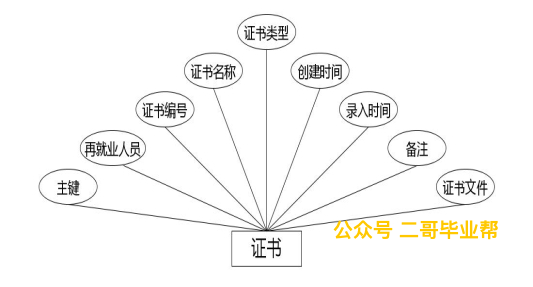 证书类型
证书名称
创建时间
证书编号
录入时间
再就业人员
备注
主键
证书文件
公众号 二哥毕业帮
证书